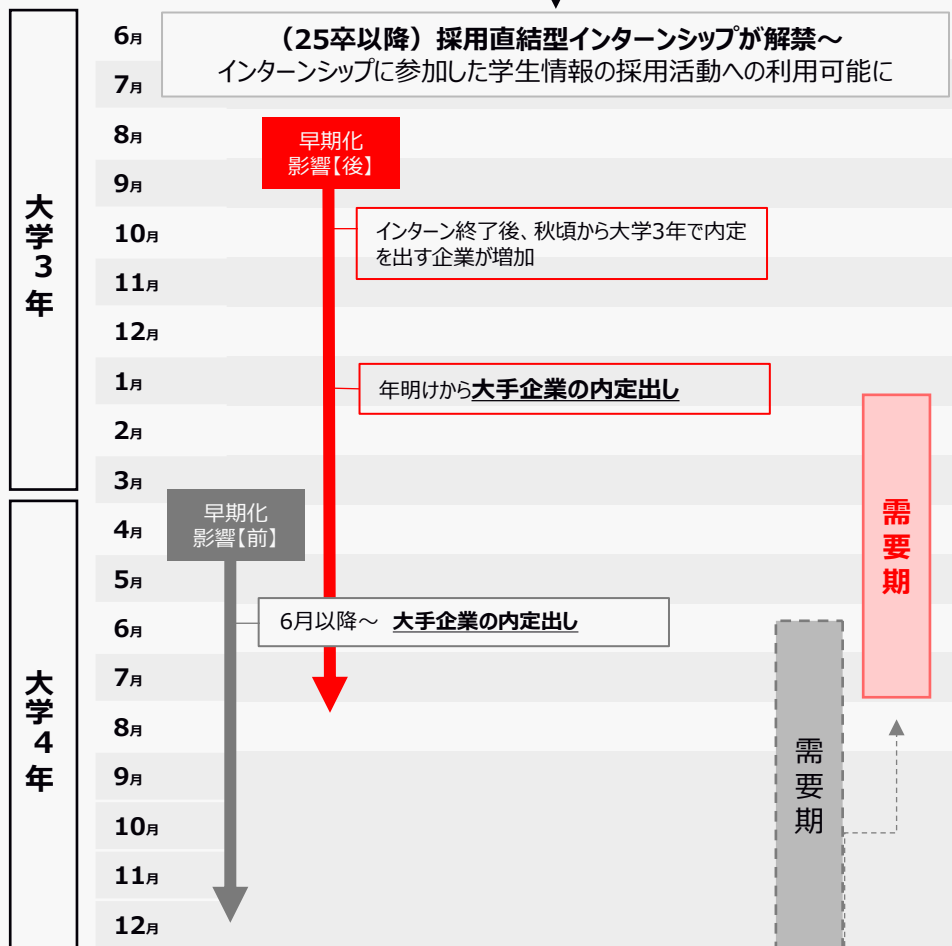 大学3年
6月
7月
8月
9月
10月
11月
12月
1月
2月
3月
（25卒以降）採用直結型インターンシップが解禁～
インターンシップに参加した学生情報の採用活動への利用可能に
早期化
影響【後】
インターン終了後、秋頃から大学3年で内定
を出す企業が増加
年明けから大手企業の内定出し
需要期
大学4年
4月
5月
6月
7月
8月
9月
10月
11月
12月
早期化
影響【前】
6月以降～ 大手企業の内定出し
需要期